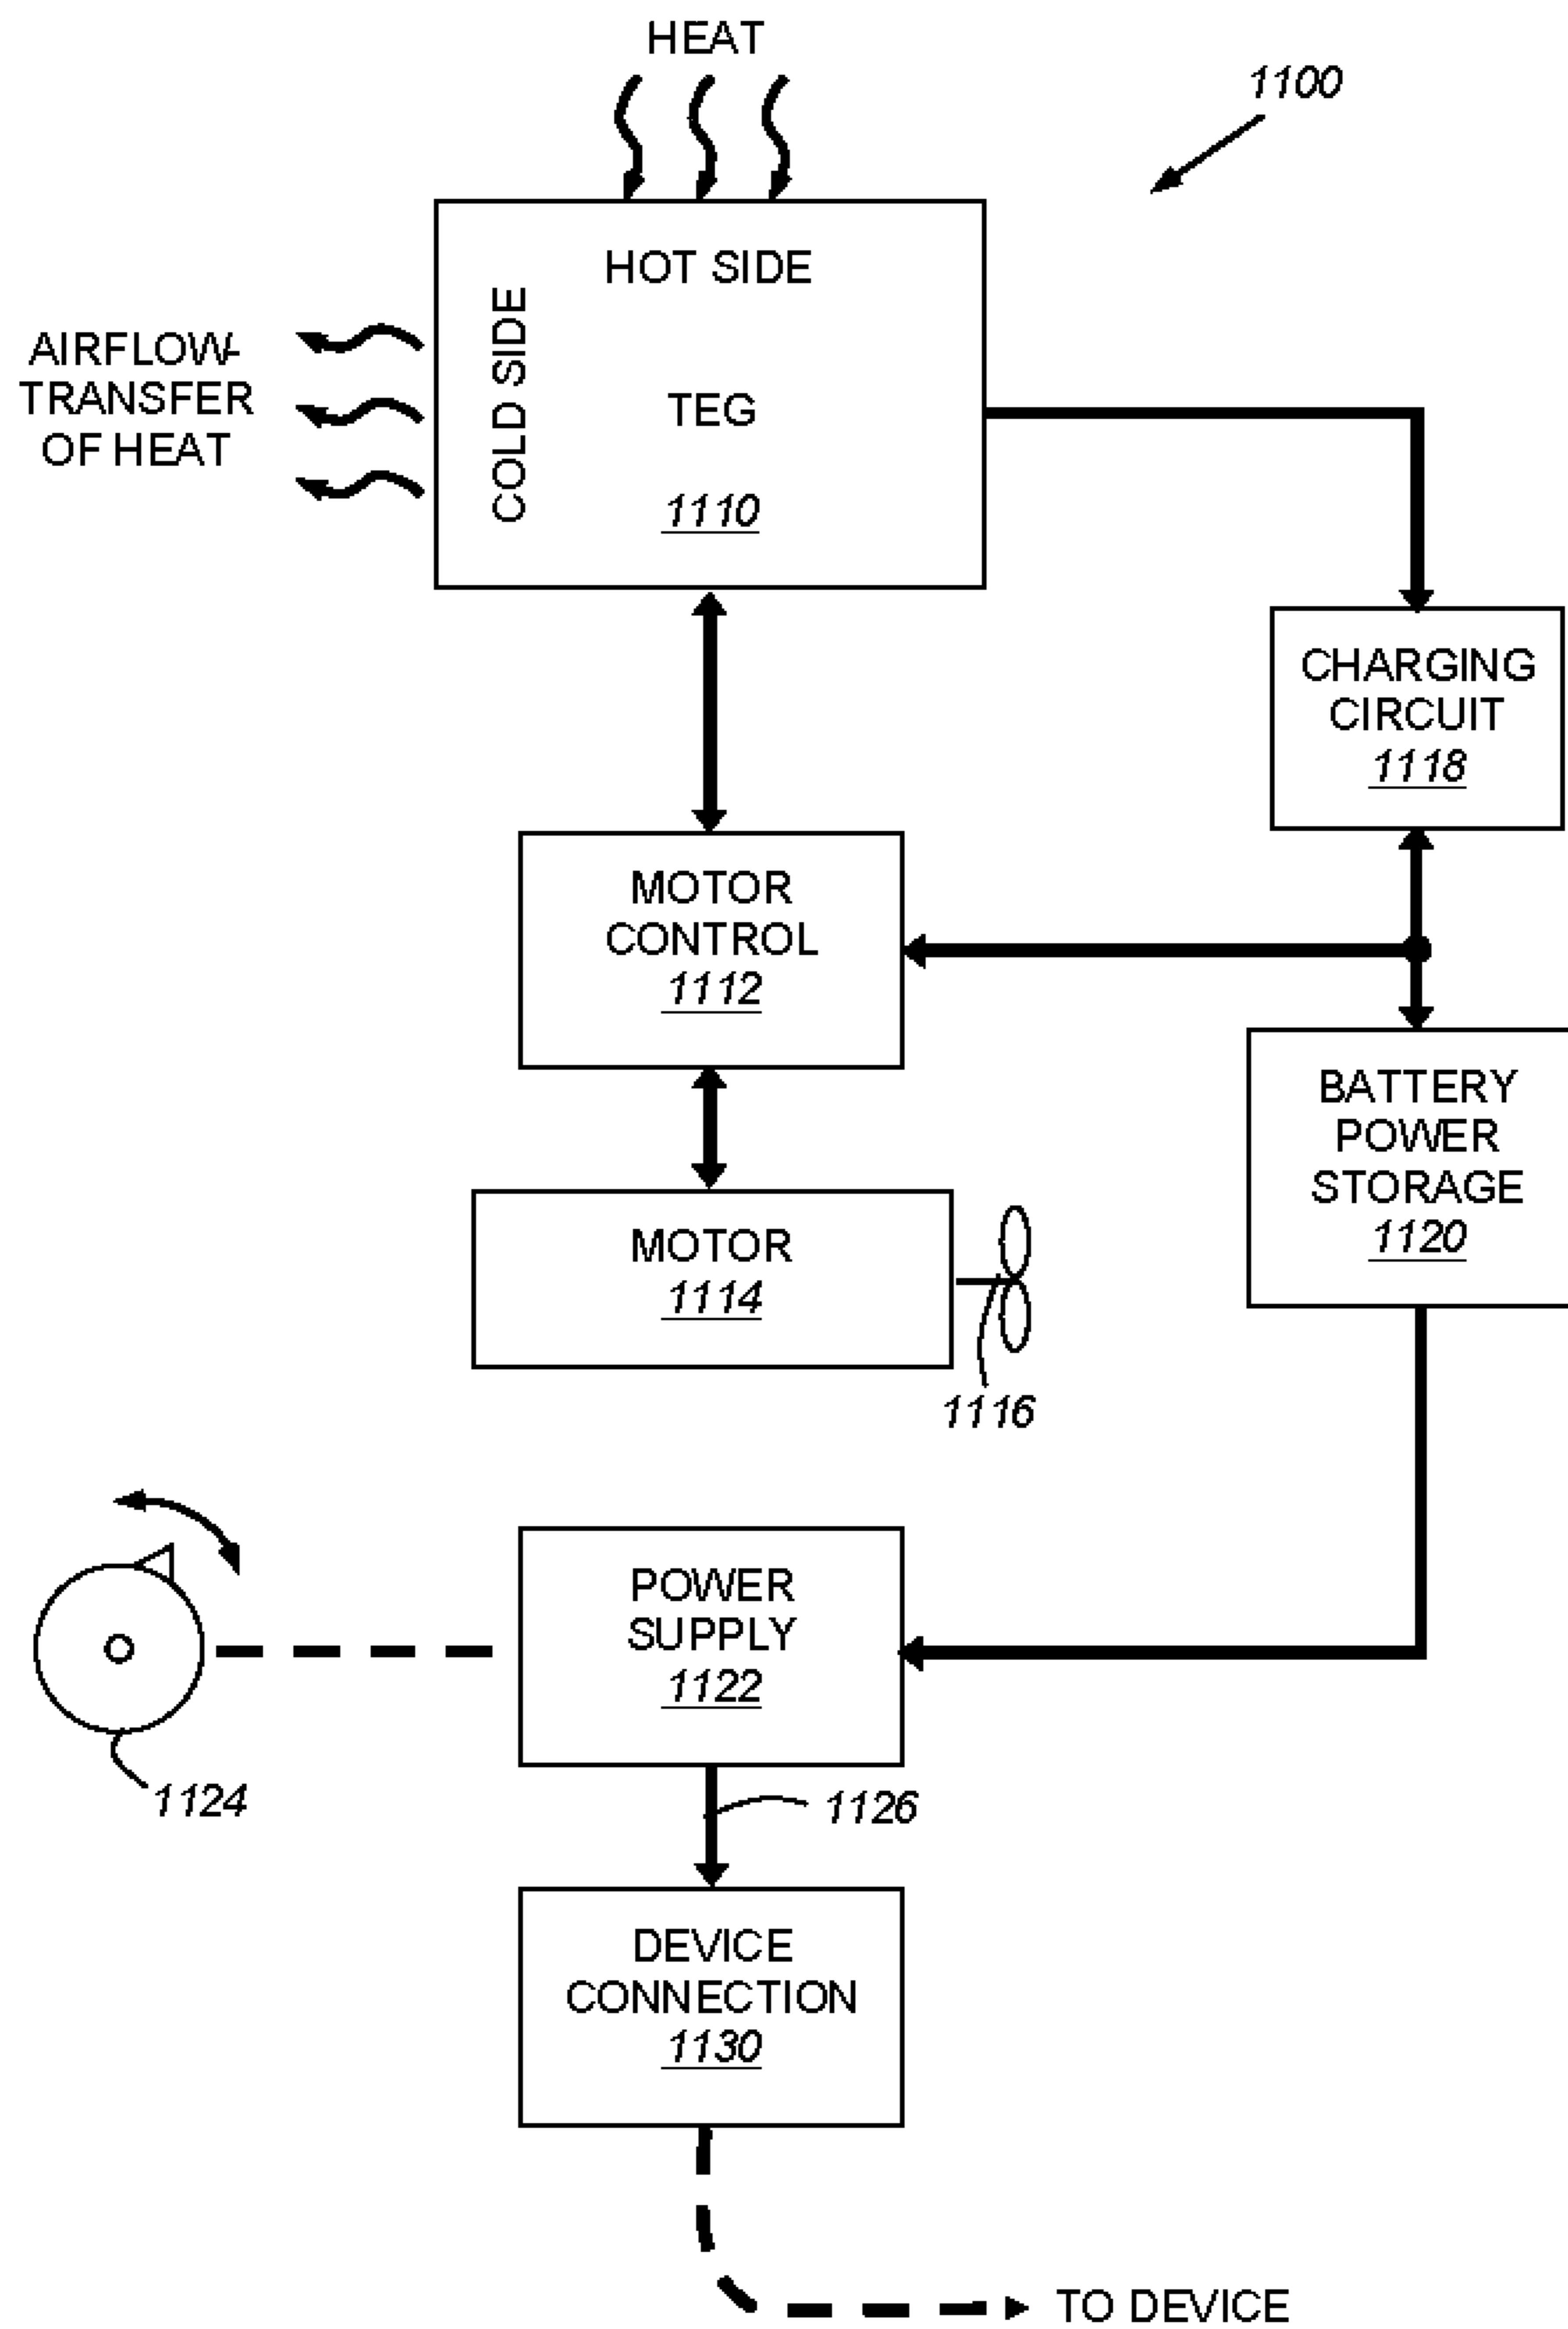 HEAT
1100
HOT SIDE
COLD SIDE
AIRFLOW-
TRANSFER
OF HEAT
TEG
1110
CHARGING
CIRCUIT
1118
MOTOR
CONTROL
1112
BATTERY
POWER
STORAGE
1120
MOTOR
1114
1116
POWER
SUPPLY
1122
1124
1126
DEVICE
CONNECTION
1130
TO DEVICE